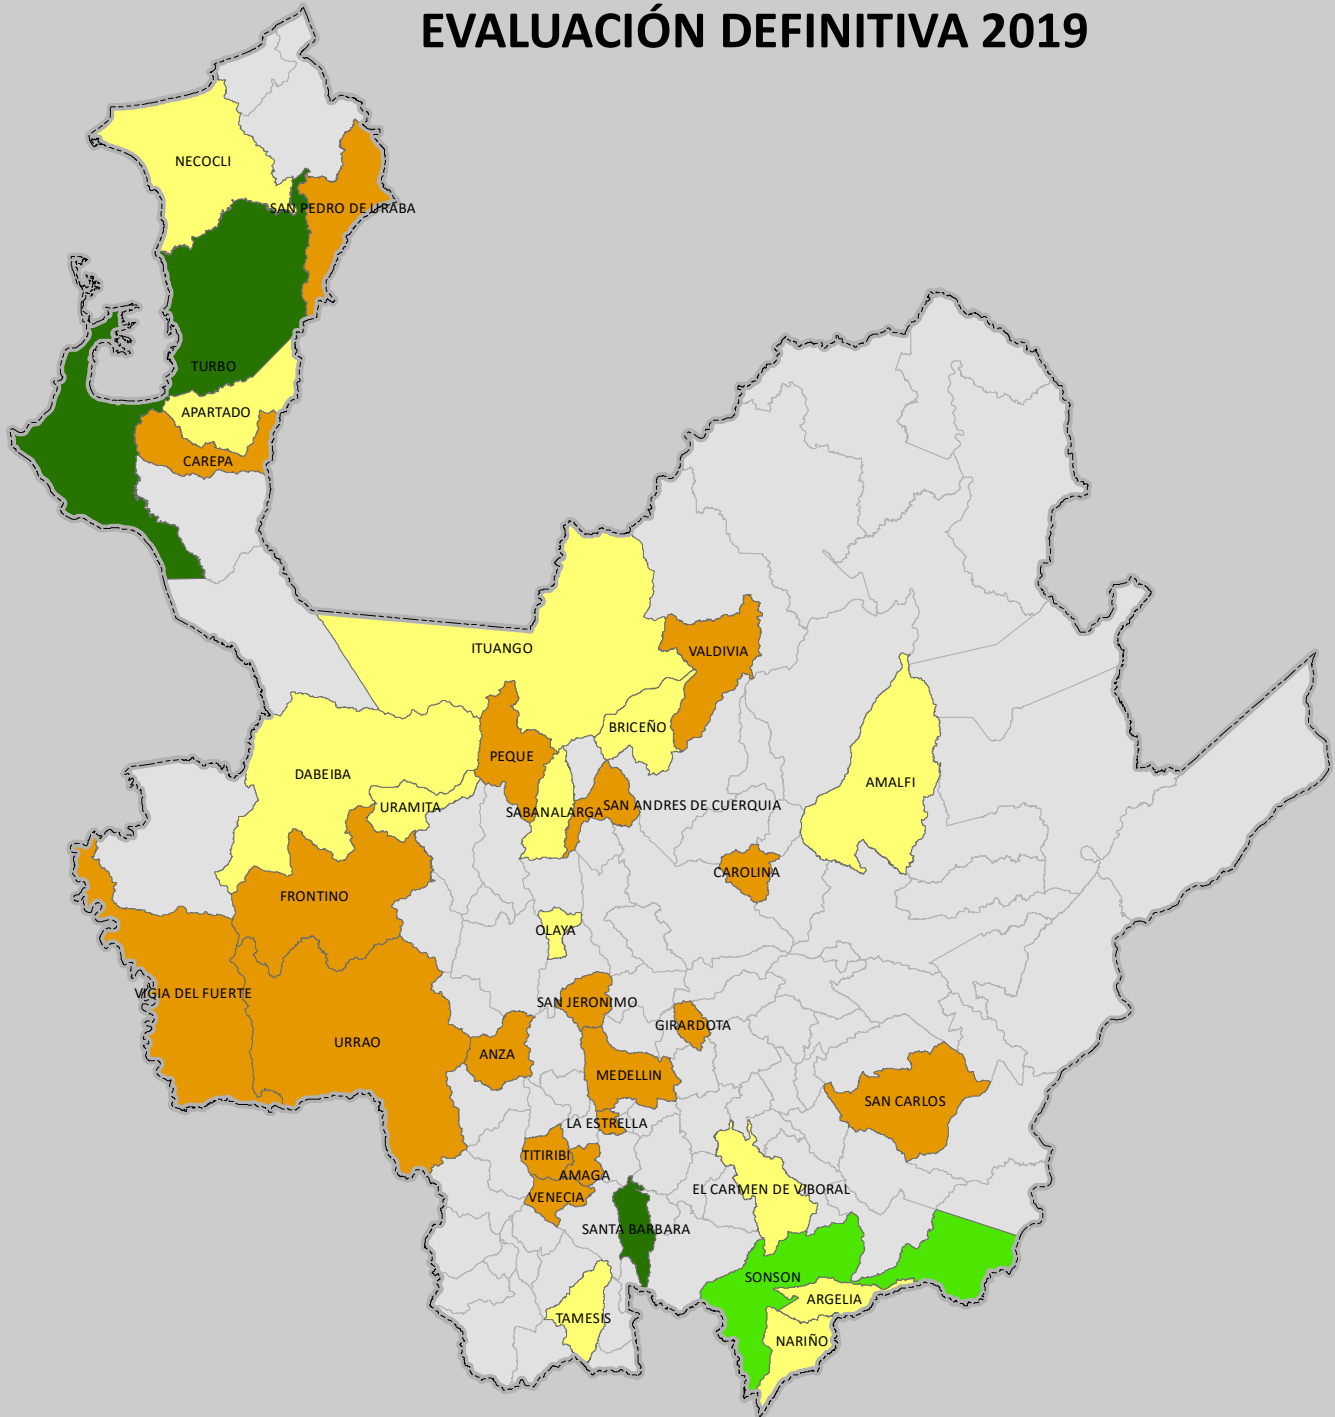 EVALUACIÓN DEFINITIVA 2019
NECOCLI
SAN PEDRO DE URABA
TURBO
APARTADO
CAREPA
ITUANGO
VALDIVIA
BRICEÑO
PEQUE
DABEIBA
AMALFI
URAMITA
SABANALARGA
SAN ANDRES DE CUERQUIA
CAROLINA
FRONTINO
OLAYA
VIGIA DEL FUERTE
SAN JERONIMO
GIRARDOTA
URRAO
ANZA
MEDELLIN
SAN CARLOS
LA ESTRELLA
TITIRIBI
AMAGA
VENECIA
EL CARMEN DE VIBORAL
SANTA BARBARA
SONSON
ARGELIA
TAMESIS
NARIÑO